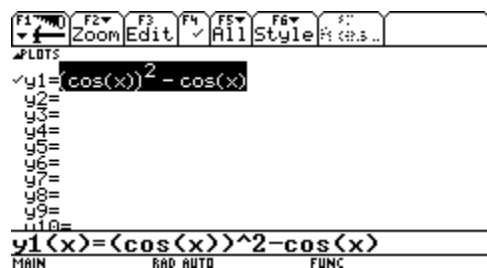 F1 F2 F3 F4 F5 F6
Zoom Edit ✓ All Style
PLOTS
✓y1=(cos(x))² - cos(x)
y2=
y3=
y4=
y5=
y6=
y7=
y8=
y9=
y10=
y1(x)=(cos(x))^2-cos(x)
MAIN RAD AUTO FUNC